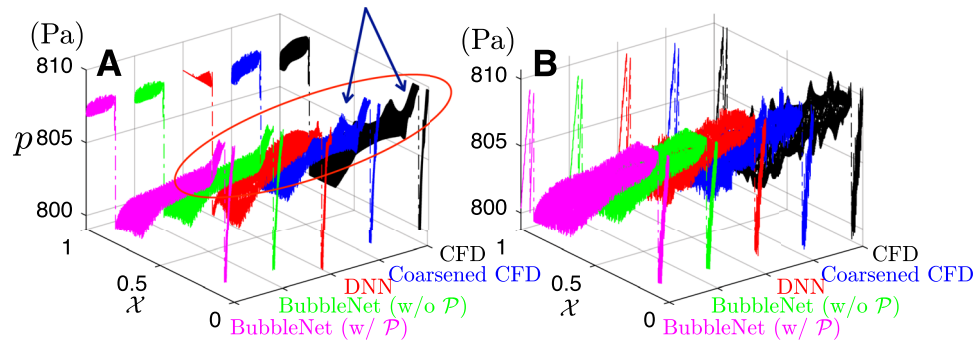 (Pa)
A
810
805
p
800
1
0.5
x
0
CFD
Coarsened CFD
DNN
BubbleNet (w/o P)
BubbleNet (w/ P)
(Pa)
B
810
805
800
1
0.5
x
0
CFD
Coarsened CFD
DNN
BubbleNet (w/o P)
BubbleNet (w/ P)